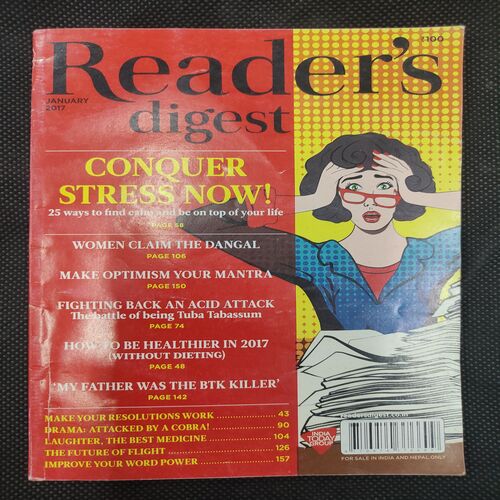 Reader's
digest
₹100
JANUARY
2017
CONQUER
STRESS NOW!
25 ways to find calm and be on top of your life
PAGE 58
WOMEN CLAIM THE DANGAL
PAGE 106
MAKE OPTIMISM YOUR MANTRA
PAGE 150
FIGHTING BACK AN ACID ATTACK
The battle of being Tuba Tabassum
PAGE 74
HOW TO BE HEALTHIER IN 2017
(WITHOUT DIETING)
PAGE 48
'MY FATHER WAS THE BTK KILLER'
PAGE 142
MAKE YOUR RESOLUTIONS WORK .................. 43
DRAMA: ATTACKED BY A COBRA! .................. 90
LAUGHTER, THE BEST MEDICINE .................. 104
THE FUTURE OF FLIGHT .................. 126
IMPROVE YOUR WORD POWER .................. 157
readersdigest.co.in
INDIA
TODAY
GROUP
FOR SALE IN INDIA AND NEPAL ONLY